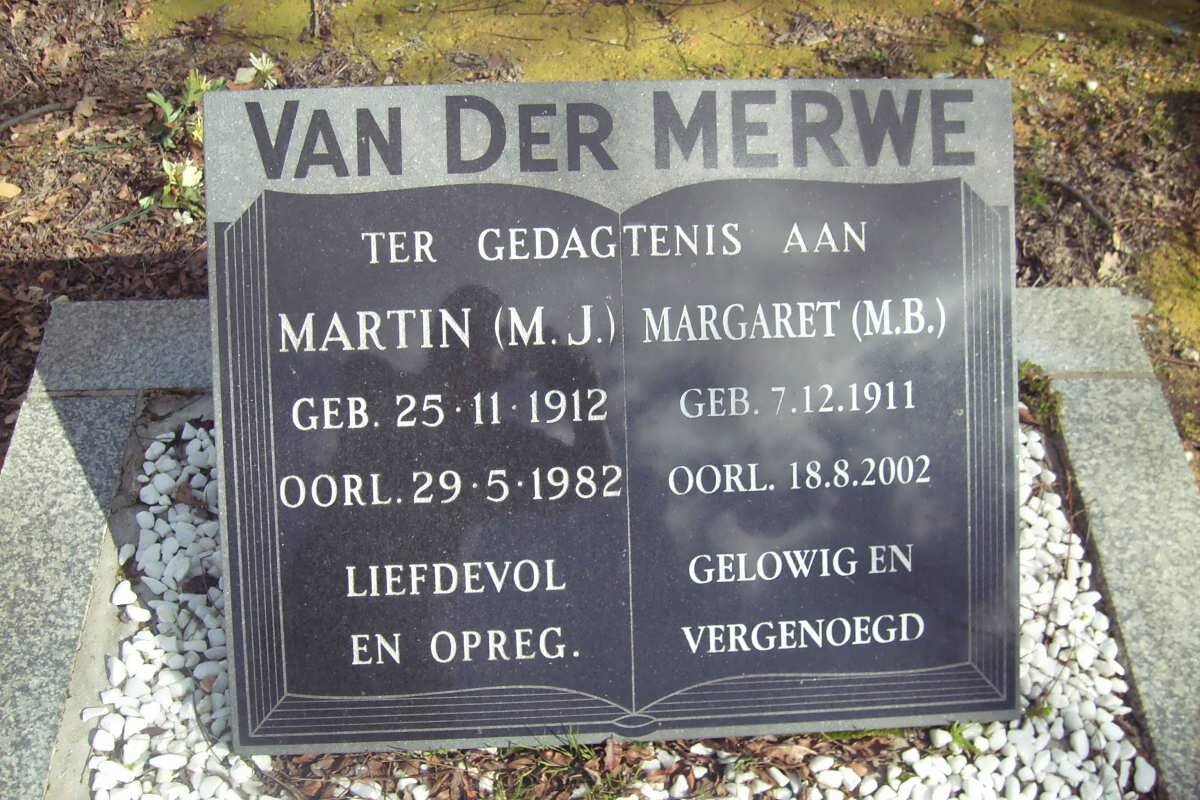 VAN DER MERWE
TER GEDAGTENIS AAN
MARTIN (M. J.)
GEB. 25·11·1912
OORL. 29·5·1982
LIEFDEVOL
EN OPREG.
MARGARET (M.B.)
GEB. 7.12.1911
OORL. 18.8.2002
GELOWIG EN
VERGENOEGD